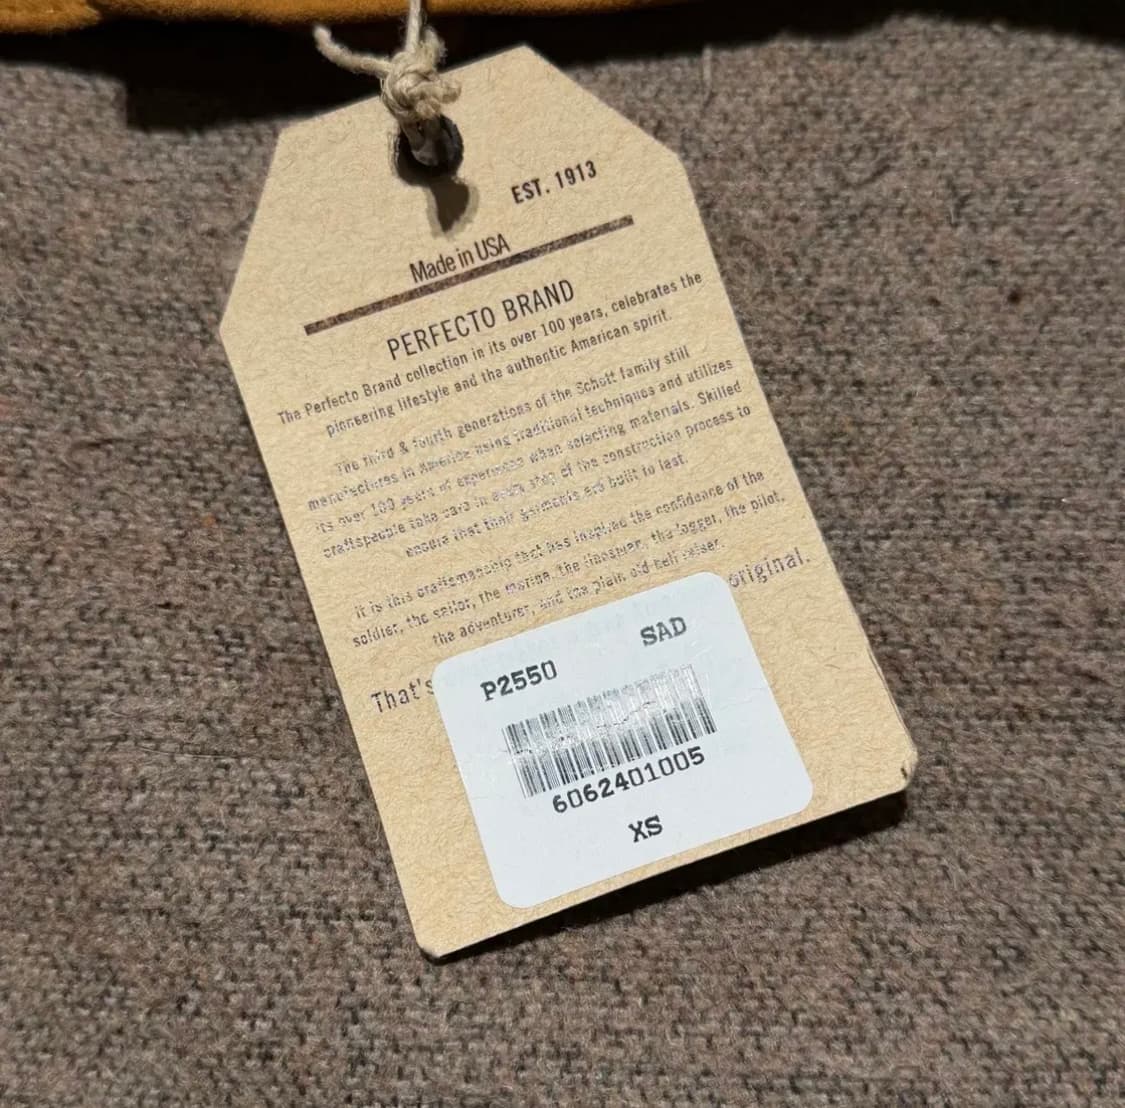 EST. 1913
Made in USA
PERFECTO BRAND
The Perfecto Brand collection in its over 100 years, celebrates the
pioneering lifestyle and the authentic American spirit.
The third & fourth generations of the Schott family still
manufactures in America using traditional techniques and utilizes
its over 100 years of experience when selecting materials. Skilled
craftspeople take care in every step of the construction process to
ensure that their garments are built to last.
It is this craftsmanship that has inspired the confidence of the
soldier, the sailor, the marine, the lineman, the logger, the pilot,
the adventurer, and the plain old hell raiser.
That's original.
P2550 SAD
6062401005
XS